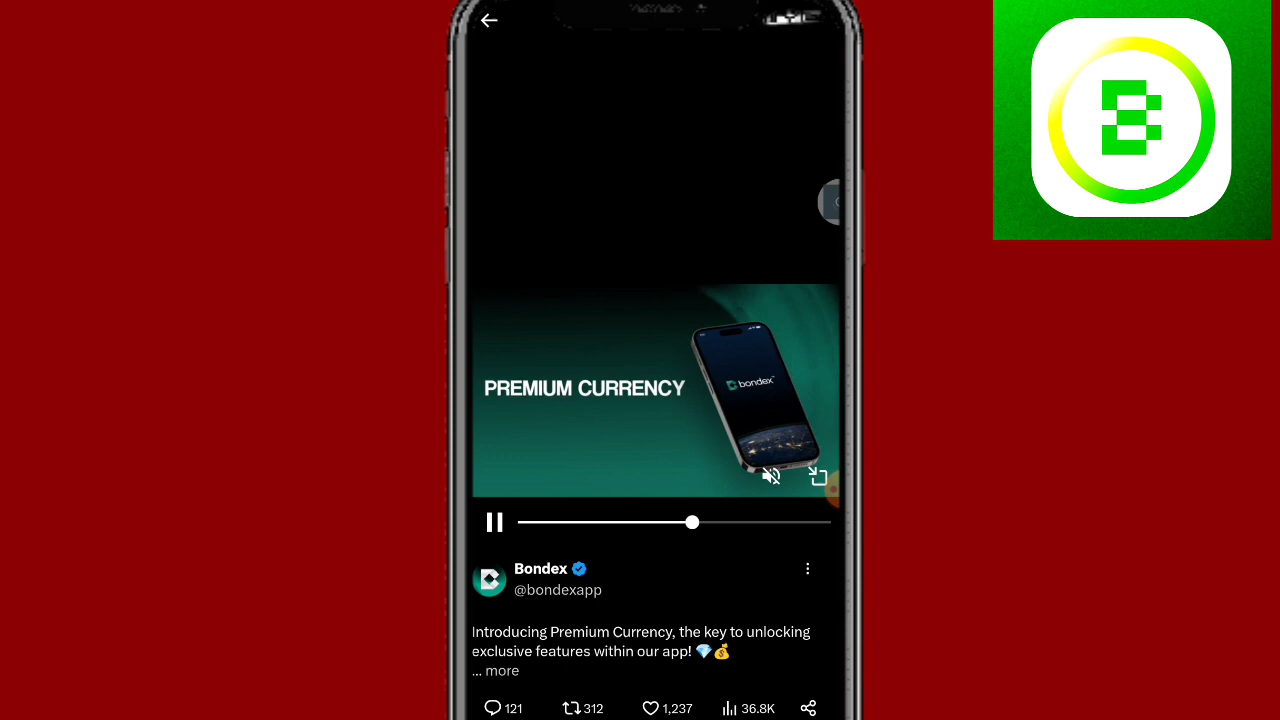 PREMIUM CURRENCY
bondex
Bondex
@bondexapp
Introducing Premium Currency, the key to unlocking
exclusive features within our app! 💎💰
... more
121 312 1,237 36.8K
B